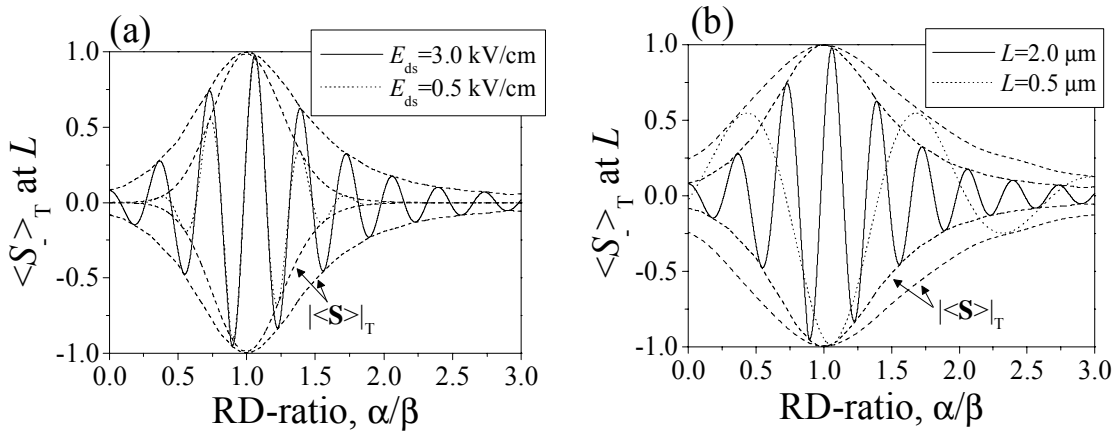 (a)
E_ds=3.0 kV/cm
E_ds=0.5 kV/cm
1.0
0.5
0.0
-0.5
-1.0
<S_->_T at L
|<S>|_T
0.0 0.5 1.0 1.5 2.0 2.5 3.0
RD-ratio, α/β
(b)
L=2.0 μm
L=0.5 μm
1.0
0.5
0.0
-0.5
-1.0
<S_->_T at L
|<S>|_T
0.0 0.5 1.0 1.5 2.0 2.5 3.0
RD-ratio, α/β